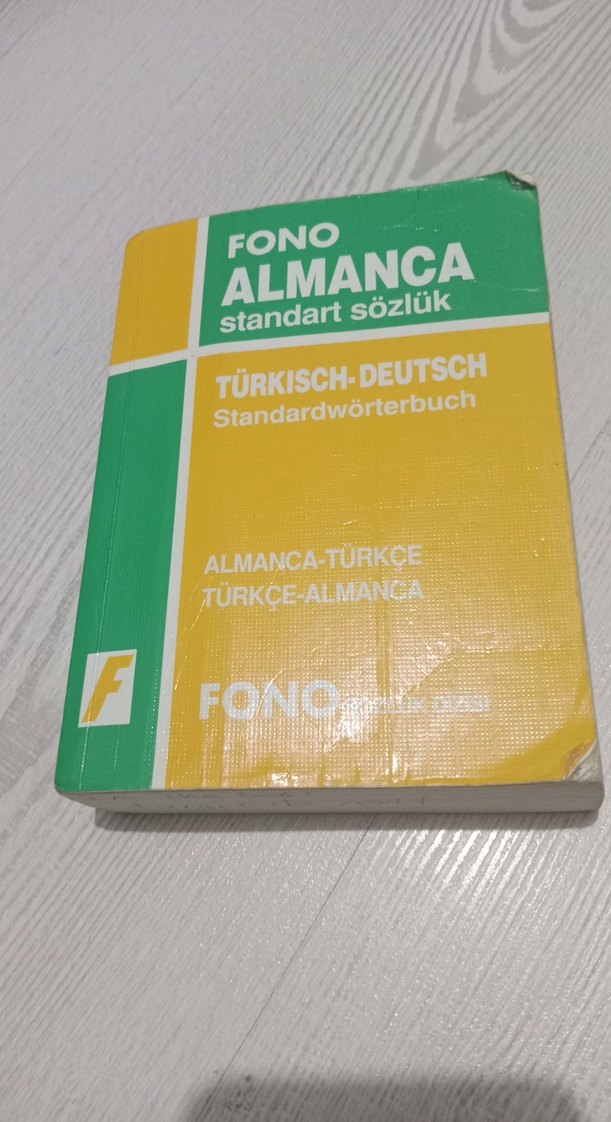 FONO
ALMANCA
standart sözlük
TÜRKISCH-DEUTSCH
Standardwörterbuch
ALMANCA-TÜRKÇE
TÜRKÇE-ALMANCA
F
FONO